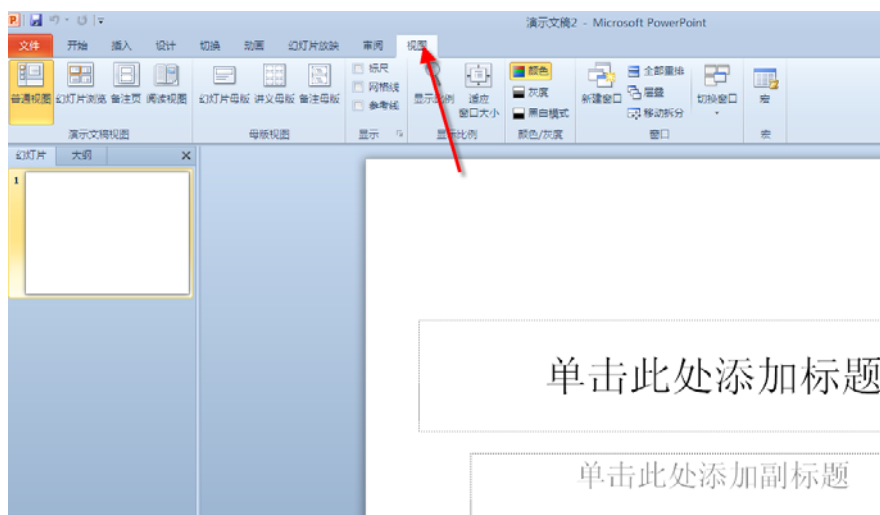 演示文稿2 - Microsoft PowerPoint
文件 开始 插入 设计 切换 动画 幻灯片放映 审阅 视图
普通视图 幻灯片浏览 备注页 阅读视图 幻灯片母版 讲义母版 备注母版
标尺
网格线
参考线
显示比例 适应
窗口大小
颜色
灰度
黑白模式
新建窗口
全部重排
层叠
移动拆分
切换窗口
宏
演示文稿视图 母版视图 显示 显示比例 颜色/灰度 窗口 宏
幻灯片 大纲
1
单击此处添加标题
单击此处添加副标题